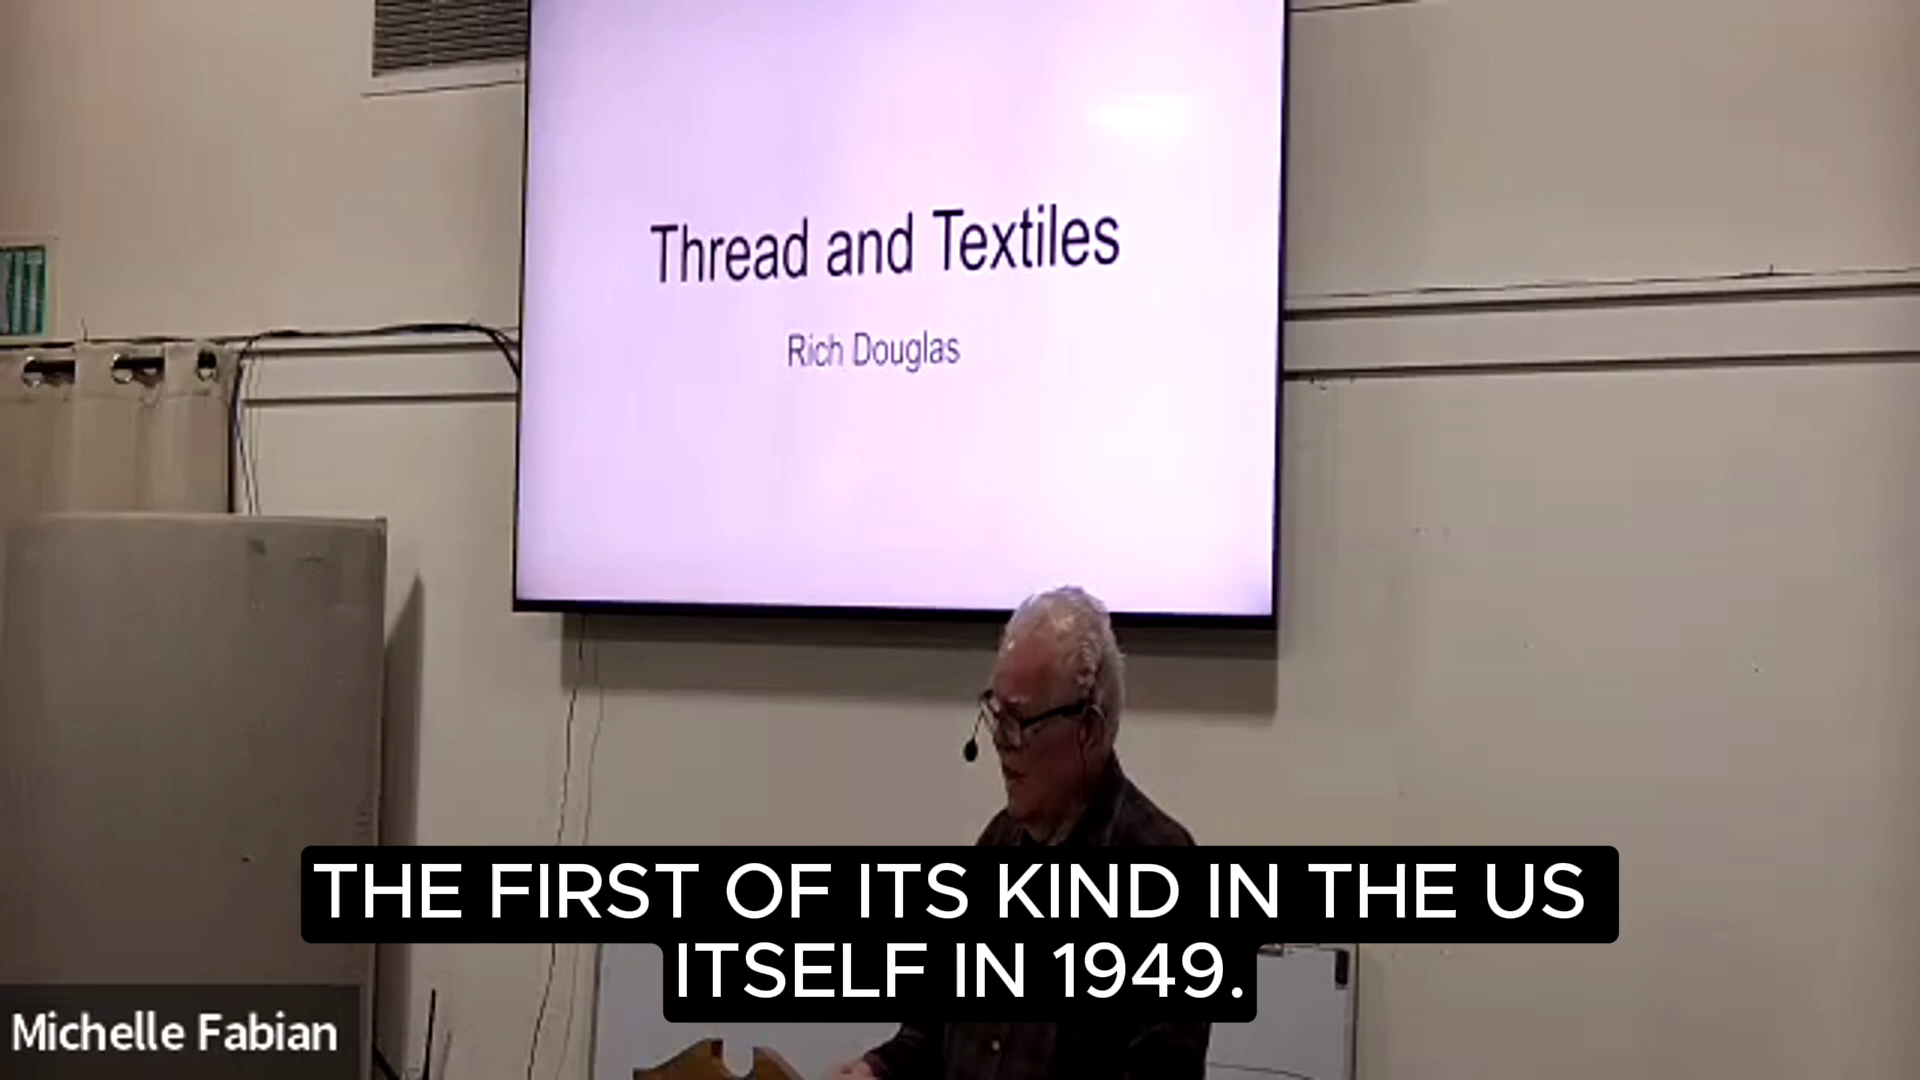 Thread and Textiles
Rich Douglas
THE FIRST OF ITS KIND IN THE US
ITSELF IN 1949.
Michelle Fabian